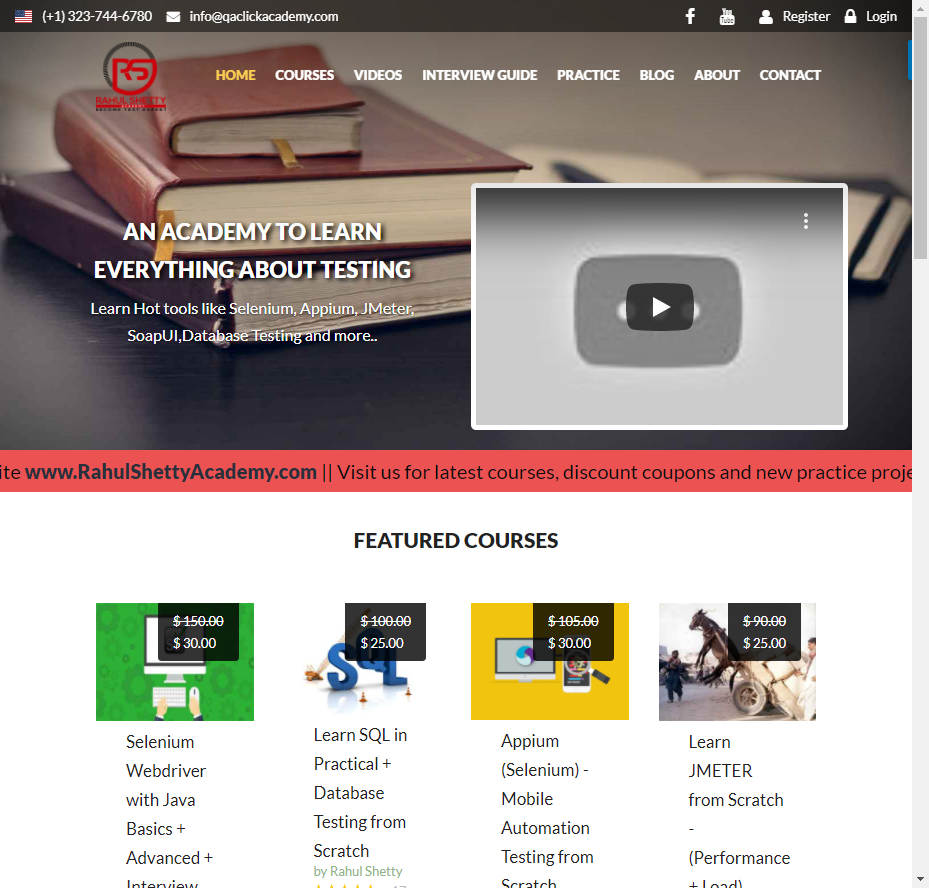 (+1) 323-744-6780 info@qaclickacademy.com Register Login
RS
RAHUL SHETTY
HOME COURSES VIDEOS INTERVIEW GUIDE PRACTICE BLOG ABOUT CONTACT
AN ACADEMY TO LEARN
EVERYTHING ABOUT TESTING
Learn Hot tools like Selenium, Appium, JMeter,
SoapUI,Database Testing and more..
ite www.RahulShettyAcademy.com || Visit us for latest courses, discount coupons and new practice proje
FEATURED COURSES
$ 150.00
$ 30.00
Selenium
Webdriver
with Java
Basics +
Advanced +
Interview
$ 100.00
$ 25.00
SQL
Learn SQL in
Practical +
Database
Testing from
Scratch
by Rahul Shetty
$ 105.00
$ 30.00
Appium
(Selenium) -
Mobile
Automation
Testing from
Scratch
$ 90.00
$ 25.00
Learn
JMETER
from Scratch
-
(Performance
+ Load)